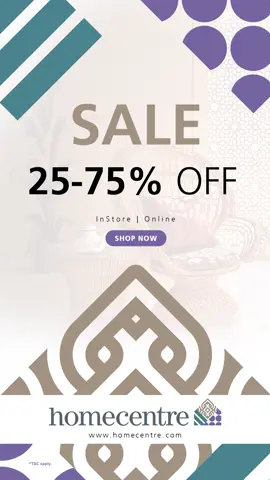 SALE
25-75% OFF
InStore | Online
SHOP NOW
homecentre
www.homecentre.com
*T&C apply.